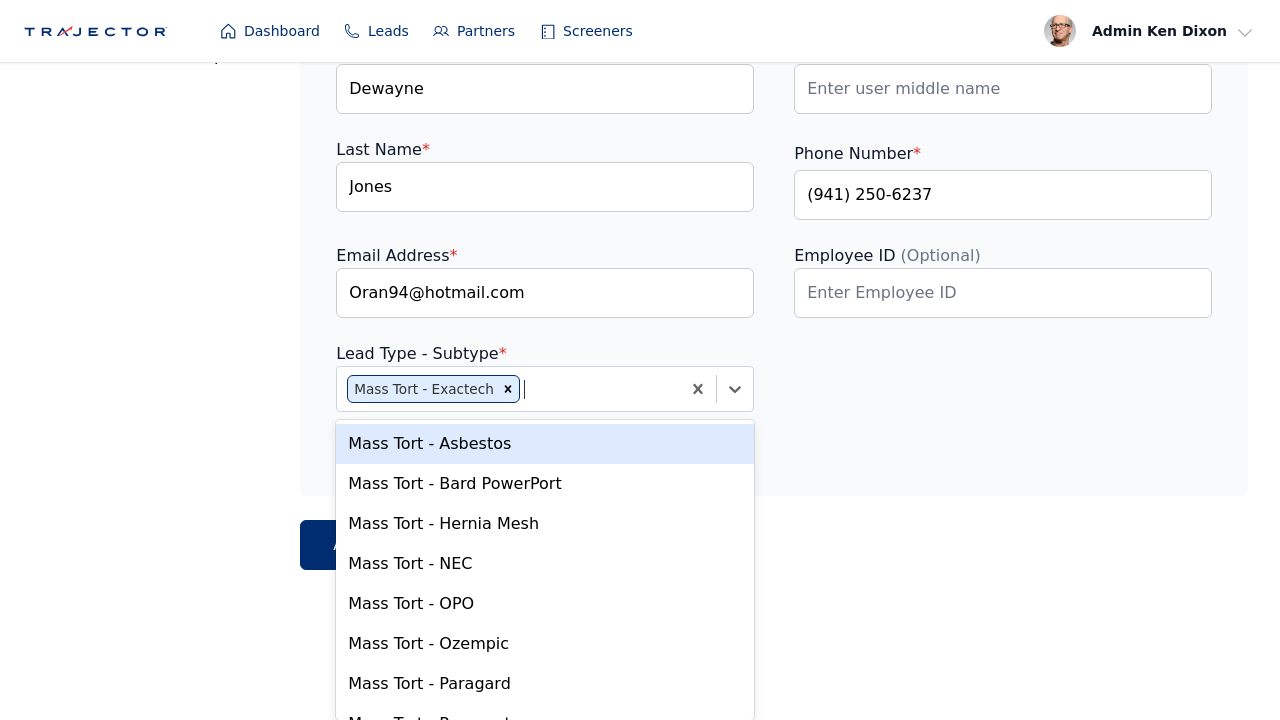 TRAJECTOR
Dashboard
Leads
Partners
Screeners
Admin Ken Dixon
Dewayne
Enter user middle name
Last Name*
Phone Number*
Jones
(941) 250-6237
Email Address*
Employee ID (Optional)
Oran94@hotmail.com
Enter Employee ID
Lead Type - Subtype*
Mass Tort - Exactech
Mass Tort - Asbestos
Mass Tort - Bard PowerPort
Mass Tort - Hernia Mesh
Mass Tort - NEC
Mass Tort - OPO
Mass Tort - Ozempic
Mass Tort - Paragard